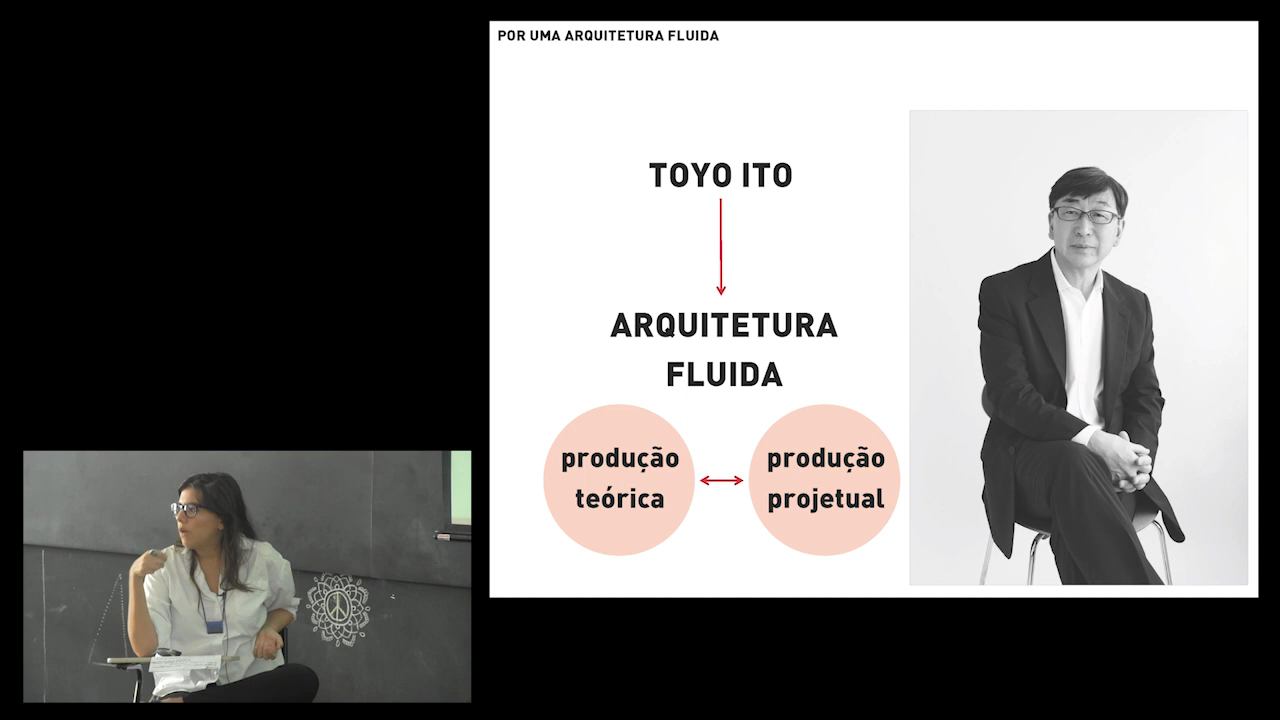 POR UMA ARQUITETURA FLUIDA
TOYO ITO
ARQUITETURA
FLUIDA
produção
teórica
produção
projetual